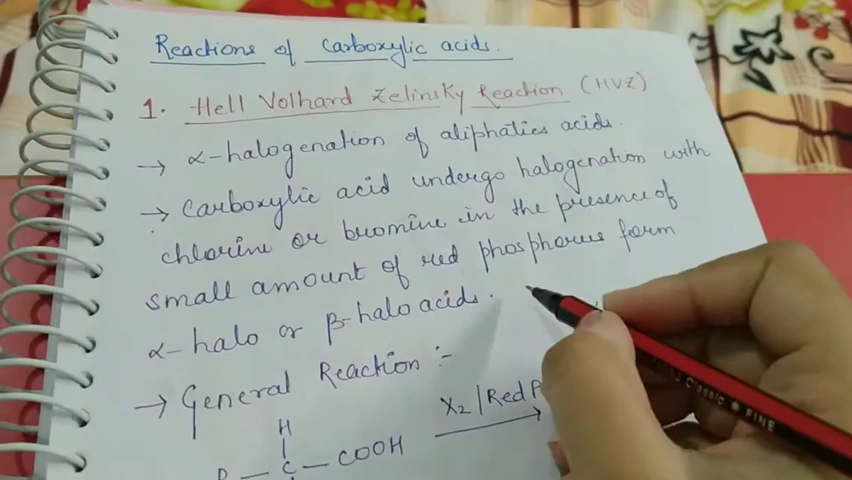 Reactions of Carboxylic acids.
1. Hell Volhard Zelinsky Reaction (HVZ)
→ α-halogenation of aliphatics acids.
→ Carboxylic acid undergo halogenation with
chlorine or bromine in the presence of
small amount of red phosphorus form
α-halo or β-halo acids.
→ General Reaction :-
H
X2 / Red P
R – C – COOH
FINE